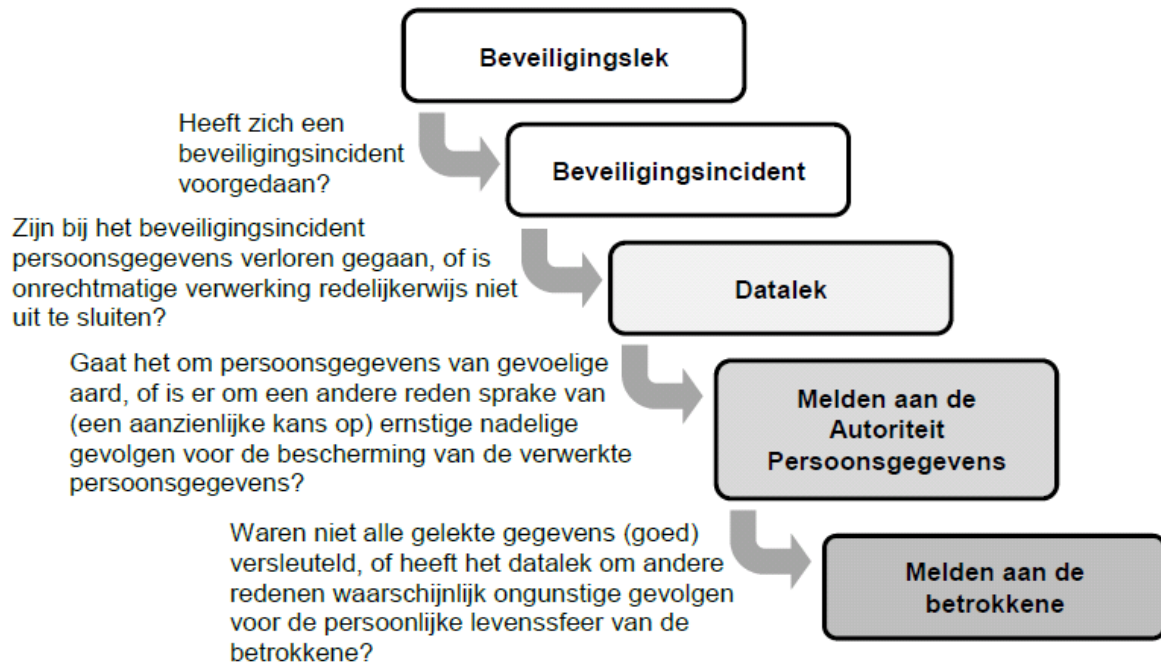 Beveiligingslek
Heeft zich een
beveiligingsincident
voorgedaan?
Beveiligingsincident
Zijn bij het beveiligingsincident
persoonsgegevens verloren gegaan, of is
onrechtmatige verwerking redelijkerwijs niet
uit te sluiten?
Datalek
Gaat het om persoonsgegevens van gevoelige
aard, of is er om een andere reden sprake van
(een aanzienlijke kans op) ernstige nadelige
gevolgen voor de bescherming van de verwerkte
persoonsgegevens?
Melden aan de
Autoriteit
Persoonsgegevens
Waren niet alle gelekte gegevens (goed)
versleuteld, of heeft het datalek om andere
redenen waarschijnlijk ongunstige gevolgen
voor de persoonlijke levenssfeer van de
betrokkene?
Melden aan de
betrokkene